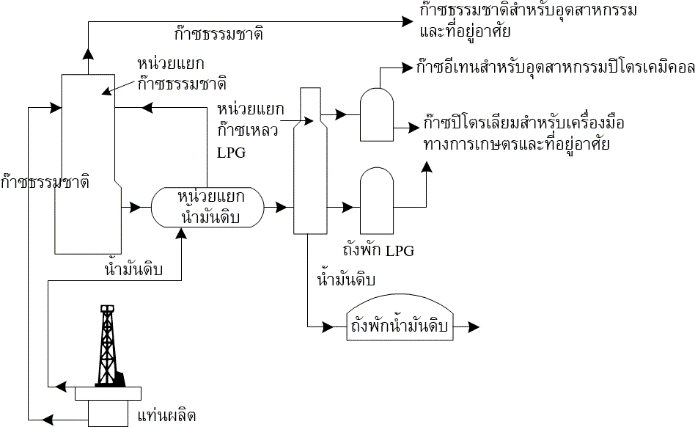 ก๊าซธรรมชาติสำหรับอุตสาหกรรม
และที่อยู่อาศัย
ก๊าซธรรมชาติ
หน่วยแยก
ก๊าซธรรมชาติ
ก๊าซอีเทนสำหรับอุตสาหกรรมปิโตรเคมิคอล
หน่วยแยก
ก๊าซเหลว
LPG
ก๊าซปิโตรเลียมสำหรับเครื่องมือ
ทางการเกษตรและที่อยู่อาศัย
ก๊าซธรรมชาติ
หน่วยแยก
น้ำมันดิบ
ถังพัก LPG
น้ำมันดิบ
น้ำมันดิบ
ถังพักน้ำมันดิบ
แท่นผลิต